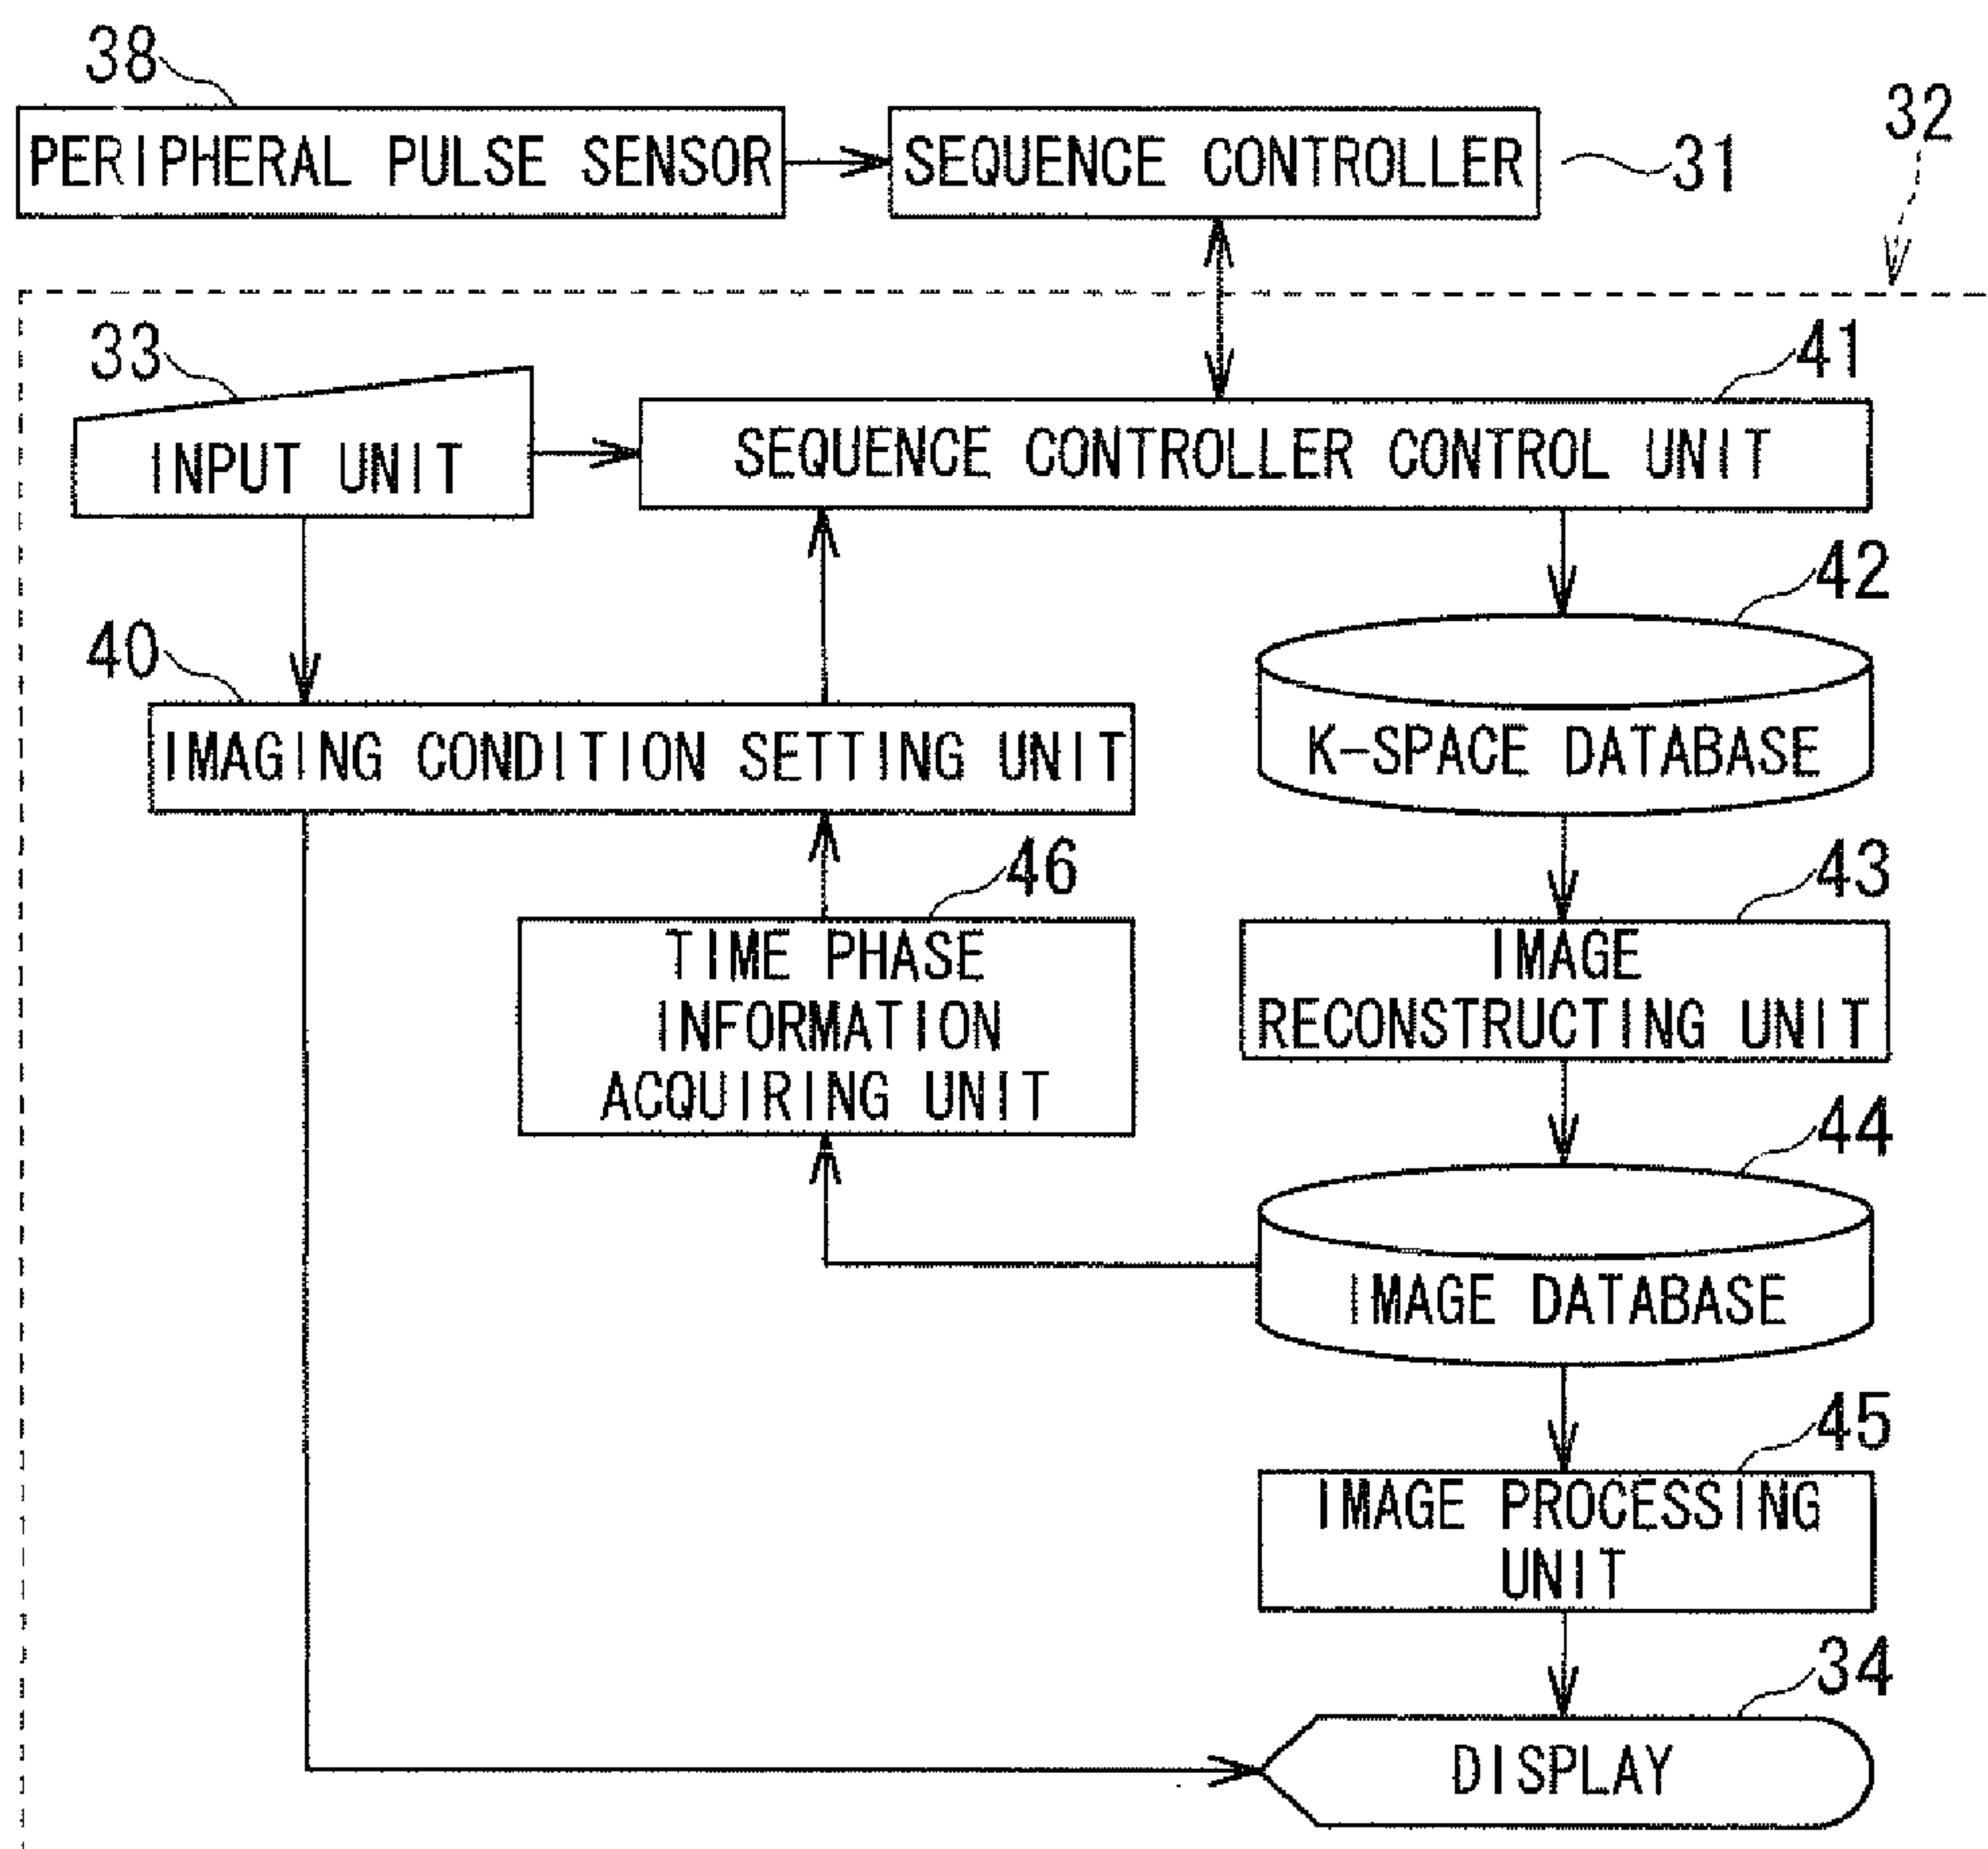 38
PERIPHERAL PULSE SENSOR
SEQUENCE CONTROLLER
31
32
33
INPUT UNIT
41
SEQUENCE CONTROLLER CONTROL UNIT
42
K-SPACE DATABASE
40
IMAGING CONDITION SETTING UNIT
46
TIME PHASE
INFORMATION
ACQUIRING UNIT
43
IMAGE
RECONSTRUCTING UNIT
44
IMAGE DATABASE
45
IMAGE PROCESSING
UNIT
34
DISPLAY